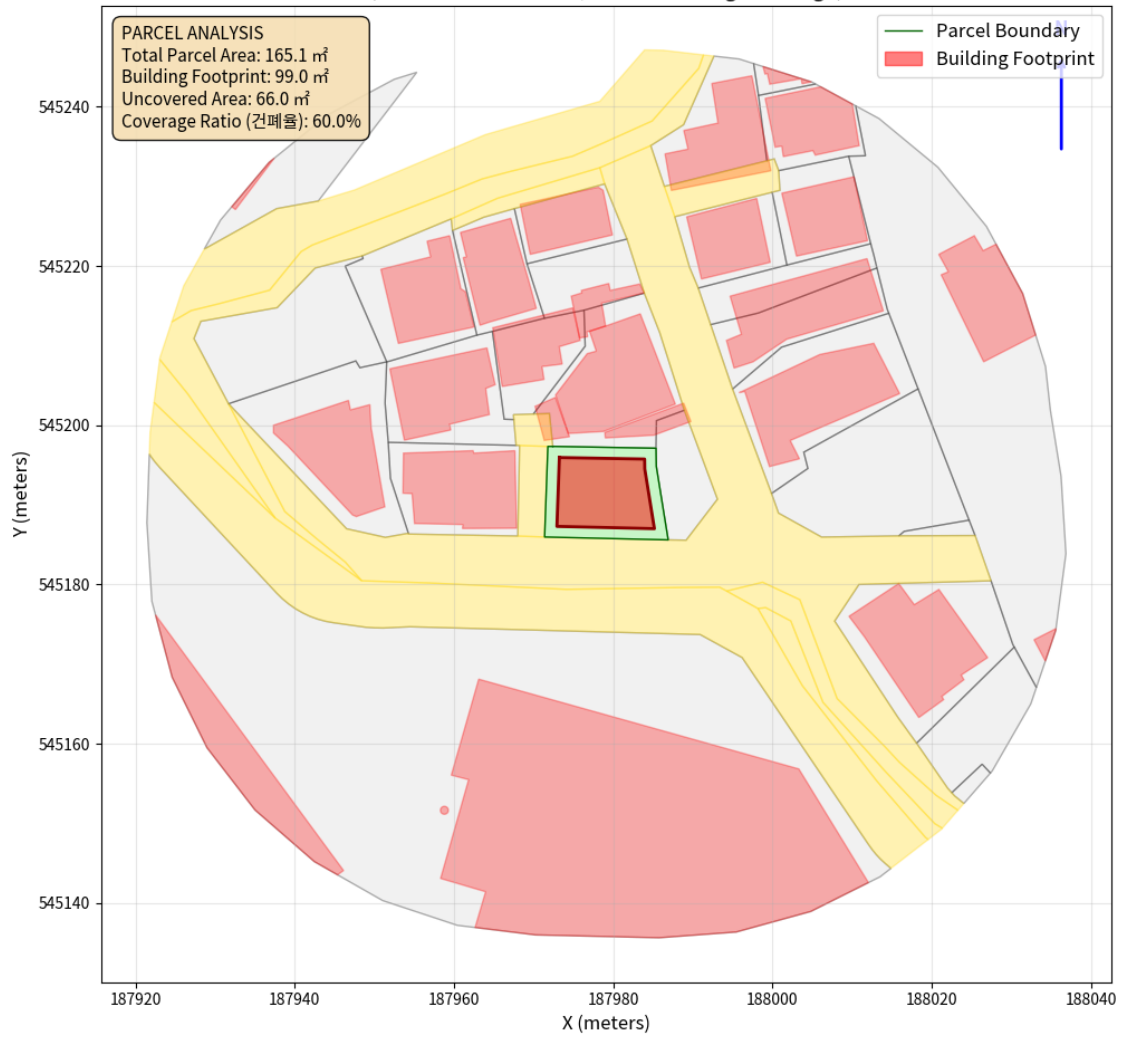 PARCEL ANALYSIS
Total Parcel Area: 165.1 ㎡
Building Footprint: 99.0 ㎡
Uncovered Area: 66.0 ㎡
Coverage Ratio (건폐율): 60.0%
Parcel Boundary
Building Footprint
N
545240
545220
545200
545180
545160
545140
Y (meters)
187920
187940
187960
187980
188000
188020
188040
X (meters)